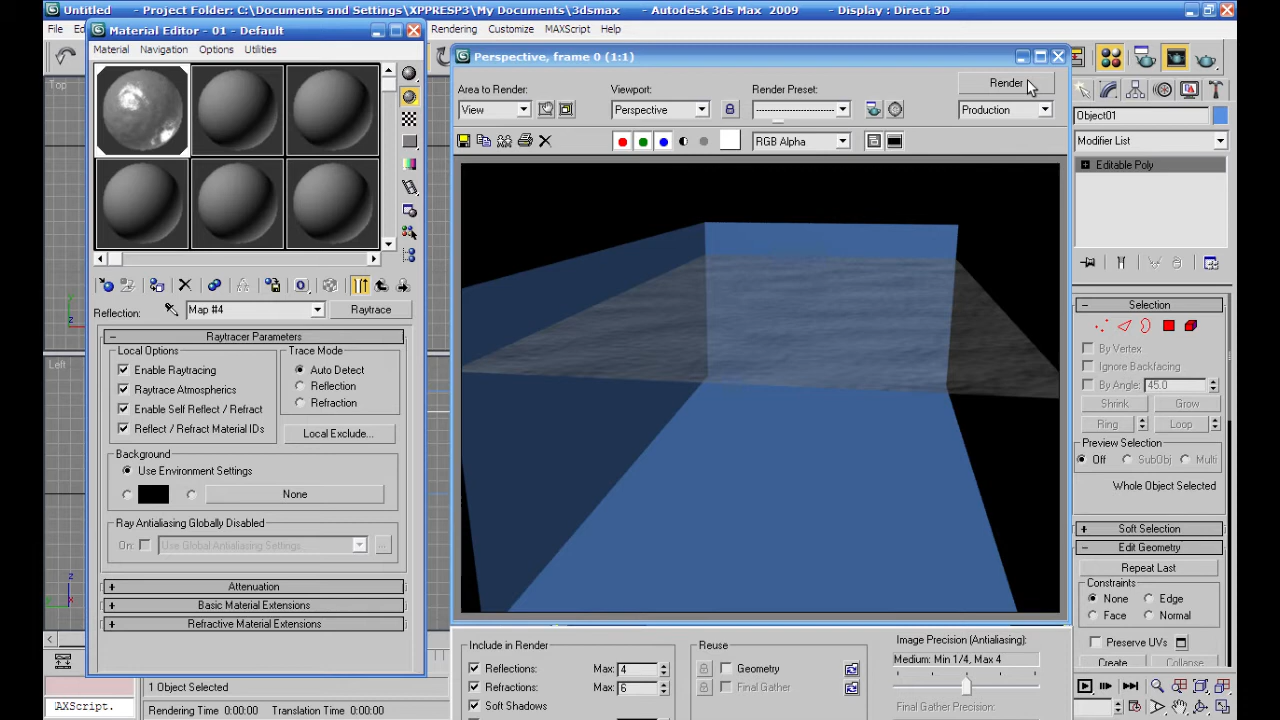 Untitled - Project Folder: C:\Documents and Settings\XPPRESP3\My Documents\3dsmax - Autodesk 3ds Max 2009 - Display : Direct 3D
Rendering Customize MAXScript Help
Material Editor - 01 - Default
Material Navigation Options Utilities
Reflection: Map #4 Raytrace
Raytracer Parameters
Local Options
Trace Mode
Enable Raytracing
Auto Detect
Raytrace Atmospherics
Reflection
Enable Self Reflect / Refract
Refraction
Reflect / Refract Material IDs
Local Exclude...
Background
Use Environment Settings
None
Ray Antialiasing Globally Disabled
On: Use Global Antialiasing Settings ...
Attenuation
Basic Material Extensions
Refractive Material Extensions
Perspective, frame 0 (1:1)
Render
Area to Render: Viewport: Render Preset:
View Perspective Production
RGB Alpha
Include in Render
Reflections: Max: 4
Refractions: Max: 6
Soft Shadows
Reuse
Geometry
Final Gather
Image Precision (Antialiasing):
Medium: Min 1/4, Max 4
Final Gather Precision:
Object01
Modifier List
Editable Poly
Selection
By Vertex
Ignore Backfacing
By Angle: 45.0
Shrink Grow
Ring Loop
Preview Selection
Off SubObj Multi
Whole Object Selected
Soft Selection
Edit Geometry
Repeat Last
Constraints
None Edge
Face Normal
Preserve UVs
Create Collapse
Top
Left
z
x
1 Object Selected
AXScript.
Rendering Time 0:00:00 Translation Time 0:00:00